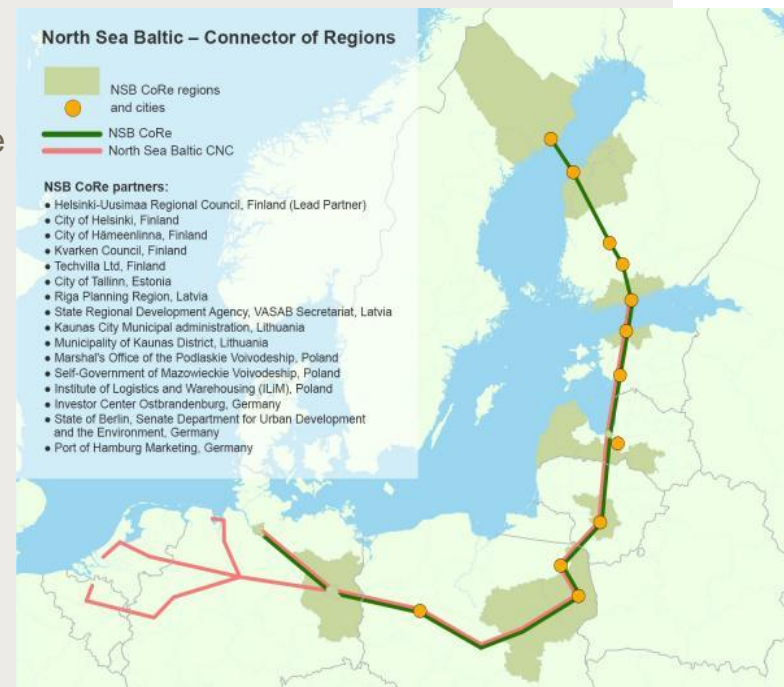 North Sea Baltic – Connector of Regions
NSB CoRe regions
and cities
NSB CoRe
North Sea Baltic CNC
NSB CoRe partners:
● Helsinki-Uusimaa Regional Council, Finland (Lead Partner)
● City of Helsinki, Finland
● City of Hämeenlinna, Finland
● Kvarken Council, Finland
● Techvilla Ltd, Finland
● City of Tallinn, Estonia
● Riga Planning Region, Latvia
● State Regional Development Agency, VASAB Secretariat, Latvia
● Kaunas City Municipal administration, Lithuania
● Municipality of Kaunas District, Lithuania
● Marshal's Office of the Podlaskie Voivodeship, Poland
● Self-Government of Mazowieckie Voivodeship, Poland
● Institute of Logistics and Warehousing (ILiM), Poland
● Investor Center Ostbrandenburg, Germany
● State of Berlin, Senate Department for Urban Development
and the Environment, Germany
● Port of Hamburg Marketing, Germany